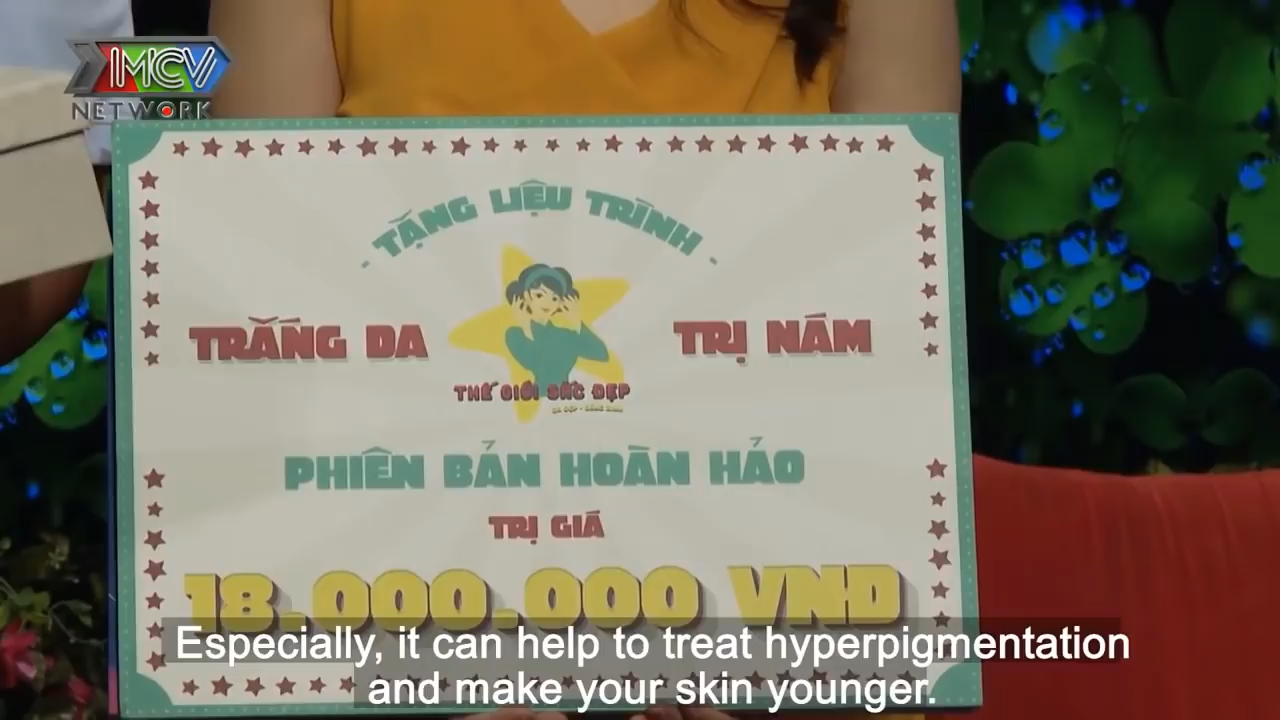 MCV
NETWORK
- TẶNG LIỆU TRÌNH -
TRẮNG DA
TRỊ NÁM
THẾ GIỚI SẮC ĐẸP
PHIÊN BẢN HOÀN HẢO
TRỊ GIÁ
18.000.000 VNĐ
Especially, it can help to treat hyperpigmentation
and make your skin younger.